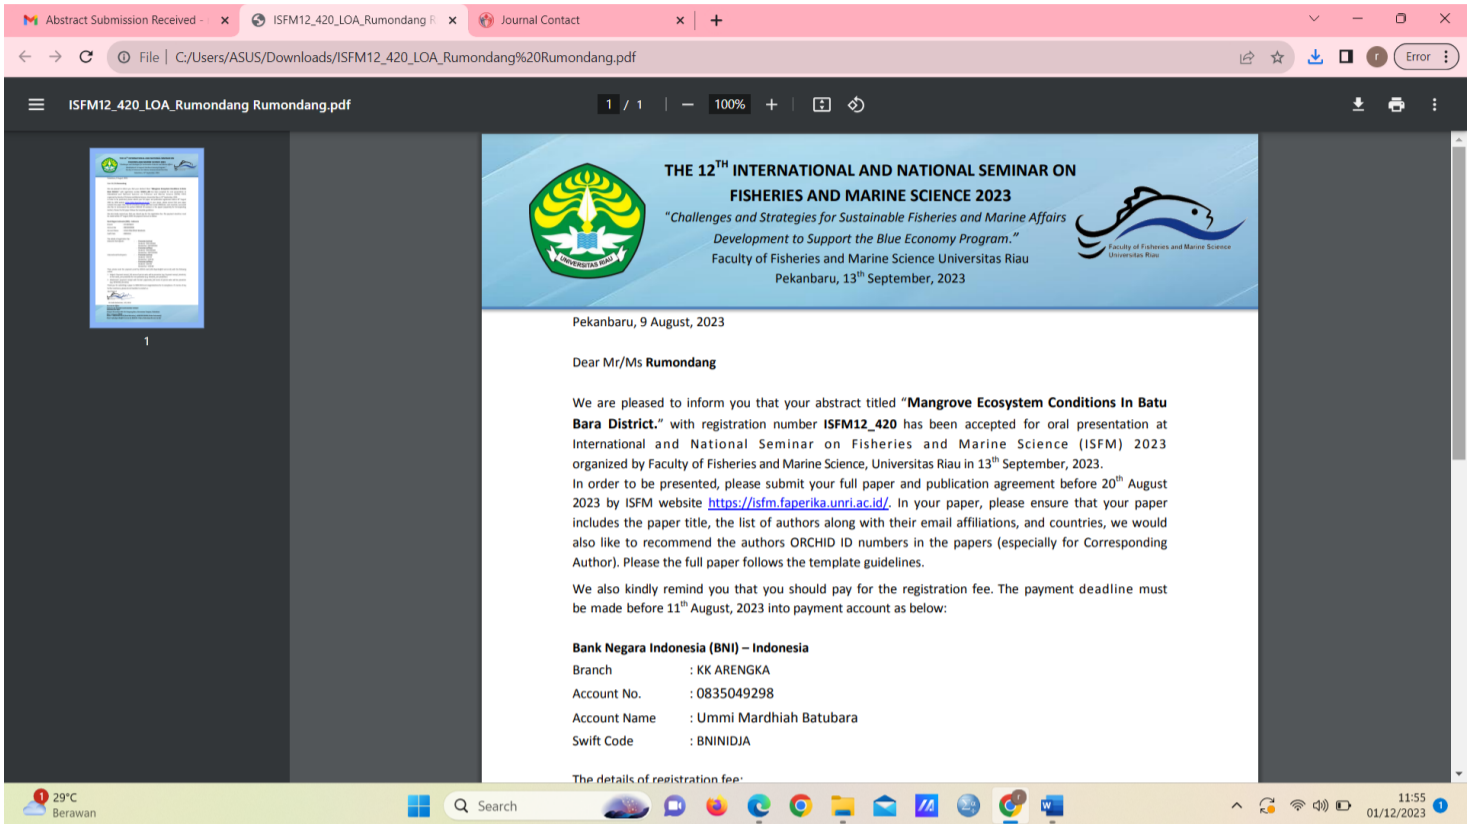 Abstract Submission Received -
ISFM12_420_LOA_Rumondang R
Journal Contact
File
C:/Users/ASUS/Downloads/ISFM12_420_LOA_Rumondang%20Rumondang.pdf
r
Error
ISFM12_420_LOA_Rumondang Rumondang.pdf
1 / 1
100%
1
THE 12TH INTERNATIONAL AND NATIONAL SEMINAR ON
FISHERIES AND MARINE SCIENCE 2023
"Challenges and Strategies for Sustainable Fisheries and Marine Affairs
Development to Support the Blue Economy Program."
Faculty of Fisheries and Marine Science Universitas Riau
Pekanbaru, 13th September, 2023
UNIVERSITAS RIAU
Faculty of Fisheries and Marine Science
Universitas Riau
Pekanbaru, 9 August, 2023
Dear Mr/Ms Rumondang
We are pleased to inform you that your abstract titled “Mangrove Ecosystem Conditions In Batu
Bara District.” with registration number ISFM12_420 has been accepted for oral presentation at
International and National Seminar on Fisheries and Marine Science (ISFM) 2023
organized by Faculty of Fisheries and Marine Science, Universitas Riau in 13th September, 2023.
In order to be presented, please submit your full paper and publication agreement before 20th August
2023 by ISFM website https://isfm.faperika.unri.ac.id/. In your paper, please ensure that your paper
includes the paper title, the list of authors along with their email affiliations, and countries, we would
also like to recommend the authors ORCHID ID numbers in the papers (especially for Corresponding
Author). Please the full paper follows the template guidelines.
We also kindly remind you that you should pay for the registration fee. The payment deadline must
be made before 11th August, 2023 into payment account as below:
Bank Negara Indonesia (BNI) – Indonesia
Branch : KK ARENGKA
Account No. : 0835049298
Account Name : Ummi Mardhiah Batubara
Swift Code : BNINIDJA
The details of registration fee:
1
29°C
Berawan
Search
11:55
01/12/2023
1